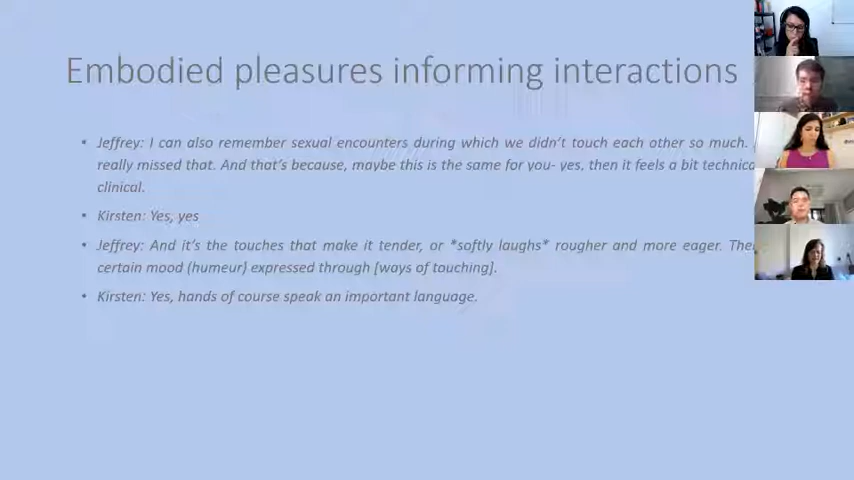 Embodied pleasures informing interactions
• Jeffrey: I can also remember sexual encounters during which we didn't touch each other so much.
really missed that. And that's because, maybe this is the same for you- yes, then it feels a bit technica
clinical.
• Kirsten: Yes, yes
• Jeffrey: And it's the touches that make it tender, or *softly laughs* rougher and more eager. The
certain mood (humeur] expressed through [ways of touching].
• Kirsten: Yes, hands of course speak an important language.